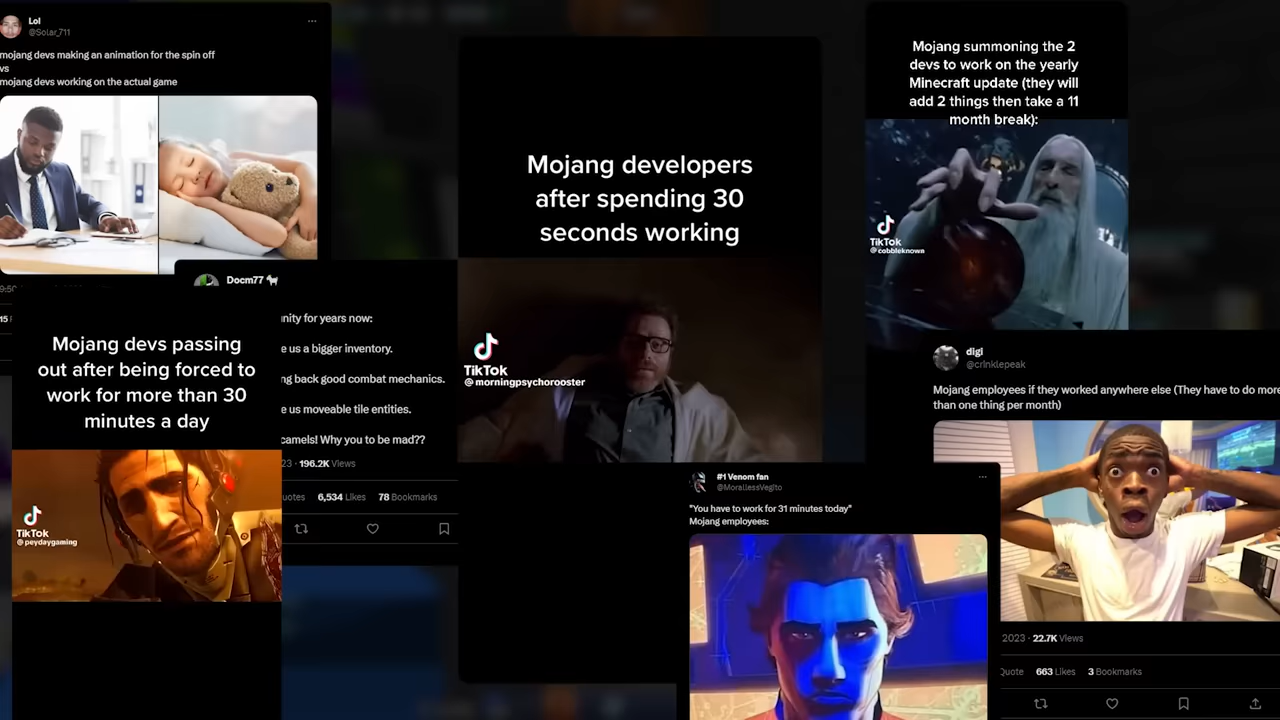 Lol
@Solar_711
mojang devs making an animation for the spin off
vs
mojang devs working on the actual game
15
Docm77
nity for years now:
e us a bigger inventory.
ng back good combat mechanics.
e us moveable tile entities.
camels! Why you to be mad??
23 · 196.2K Views
uotes 6,534 Likes 78 Bookmarks
Mojang devs passing
out after being forced to
work for more than 30
minutes a day
TikTok
@peydaygaming
Mojang developers
after spending 30
seconds working
TikTok
@morningpsychorooster
Mojang summoning the 2
devs to work on the yearly
Minecraft update (they will
add 2 things then take a 11
month break):
TikTok
@cobbleknown
digi
@crinklepeak
Mojang employees if they worked anywhere else (They have to do more
than one thing per month)
2023 · 22.7K Views
Quote 663 Likes 3 Bookmarks
#1 Venom fan
@MorallessVegito
"You have to work for 31 minutes today"
Mojang employees: